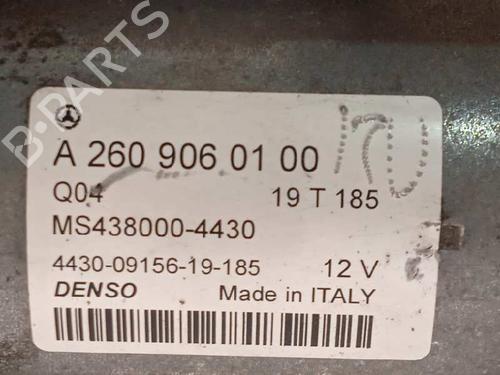 B-PARTS
A 260 906 01 00
Q04 19 T 185
MS438000-4430
4430-09156-19-185 12 V
DENSO Made in ITALY